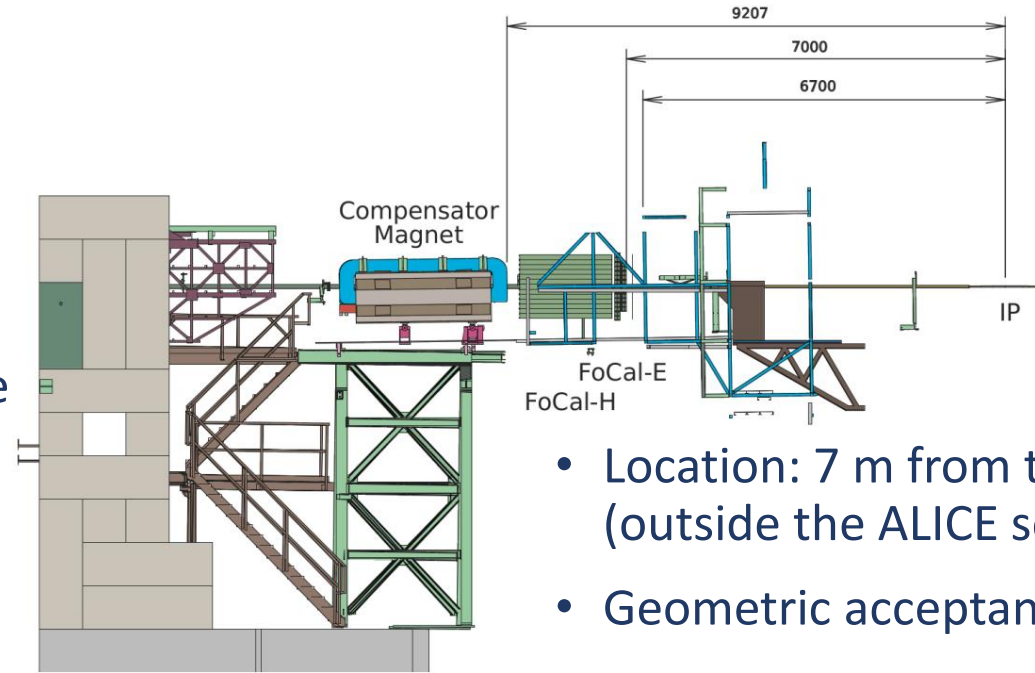 9207
7000
6700
Compensator
Magnet
IP
FoCal-E
FoCal-H
e
• Location: 7 m from t
(outside the ALICE s
• Geometric acceptan